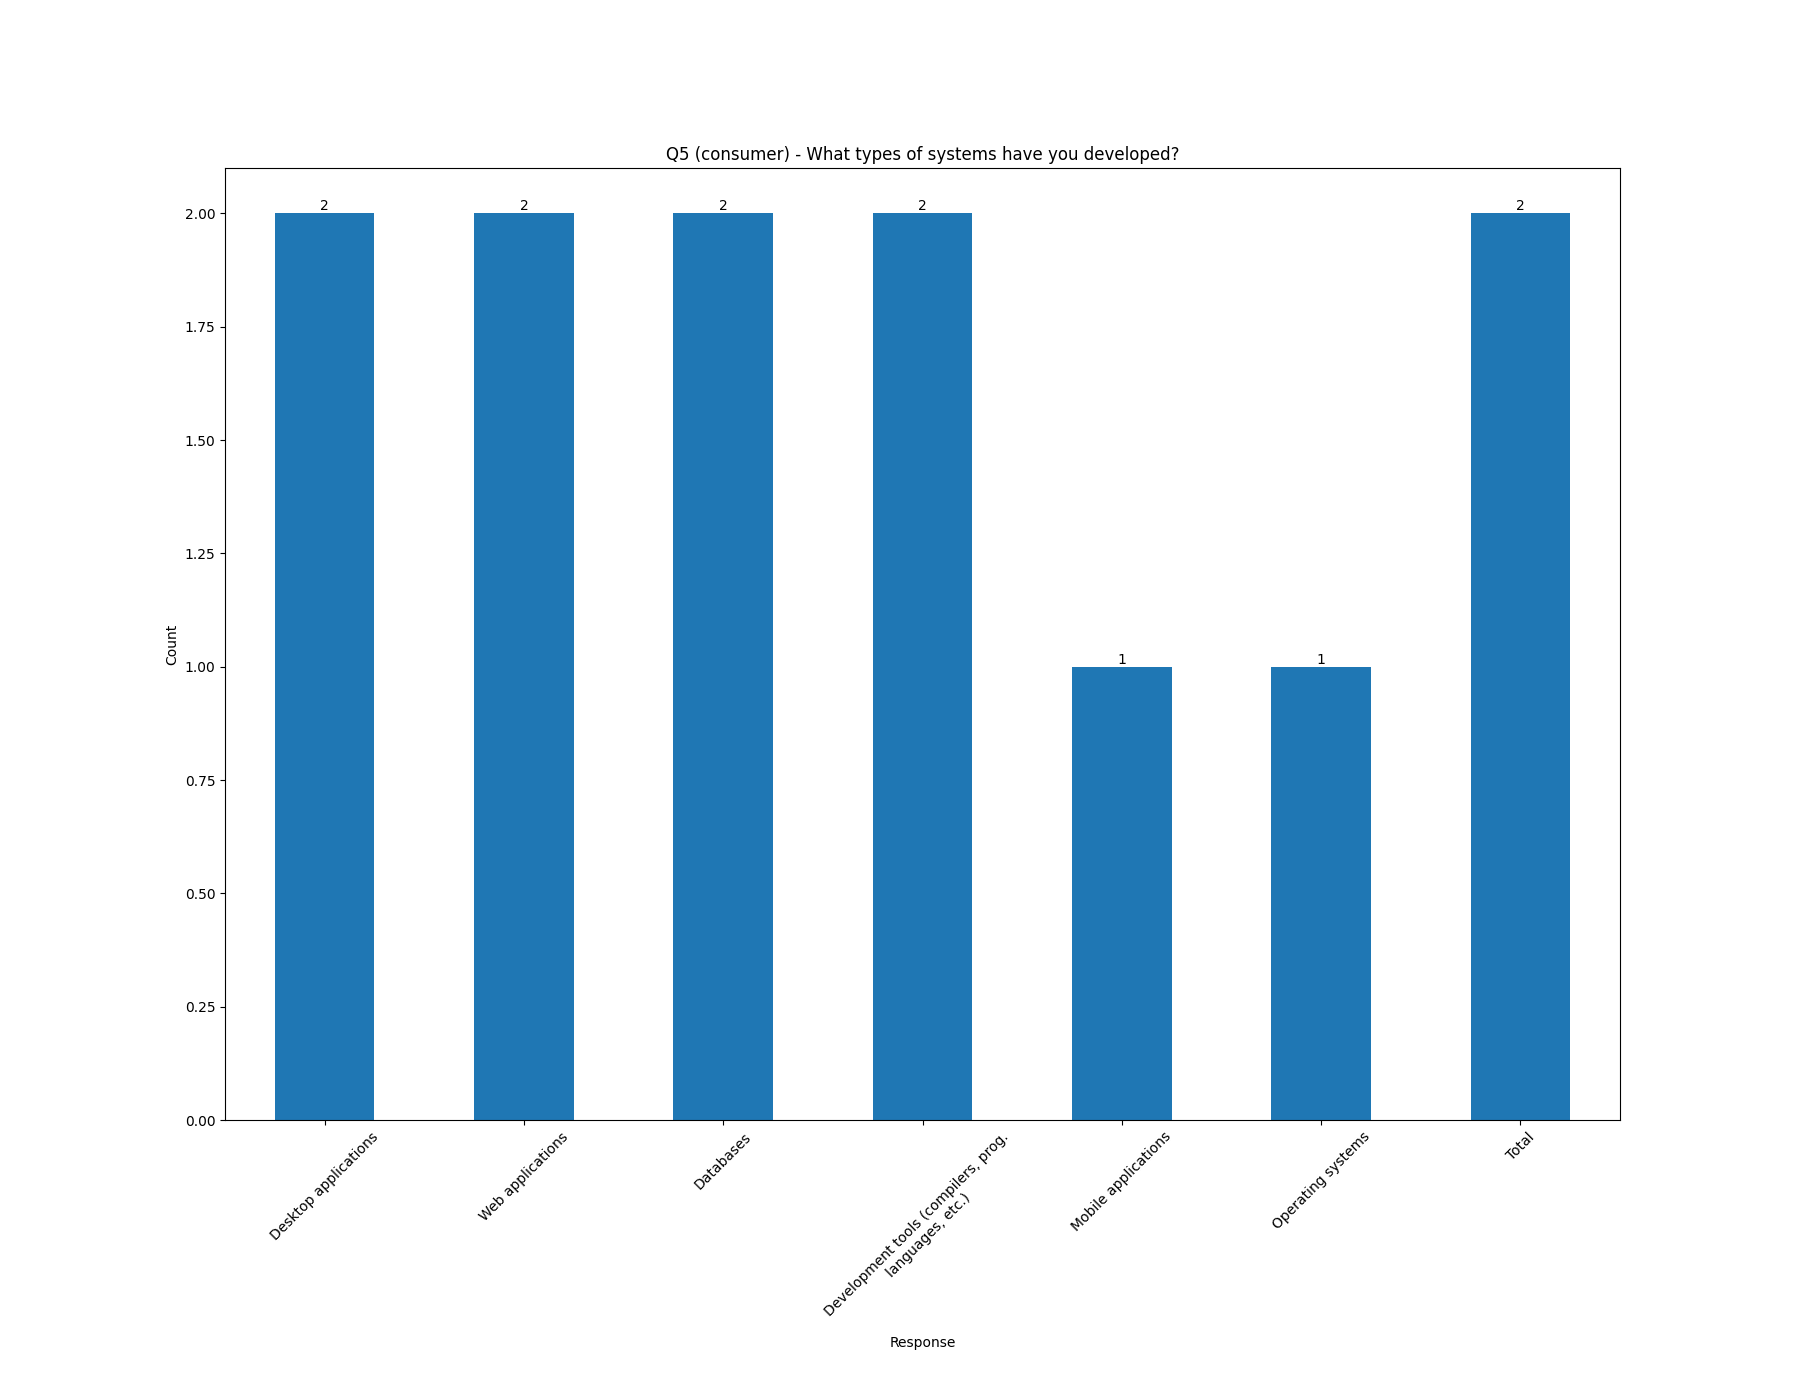 Q5 (consumer) - What types of systems have you developed?
2
2
2
2
1
1
2
2.00
1.75
1.50
1.25
1.00
0.75
0.50
0.25
0.00
Count
Desktop applications
Web applications
Databases
Development tools (compilers, prog.
languages, etc.)
Mobile applications
Operating systems
Total
Response